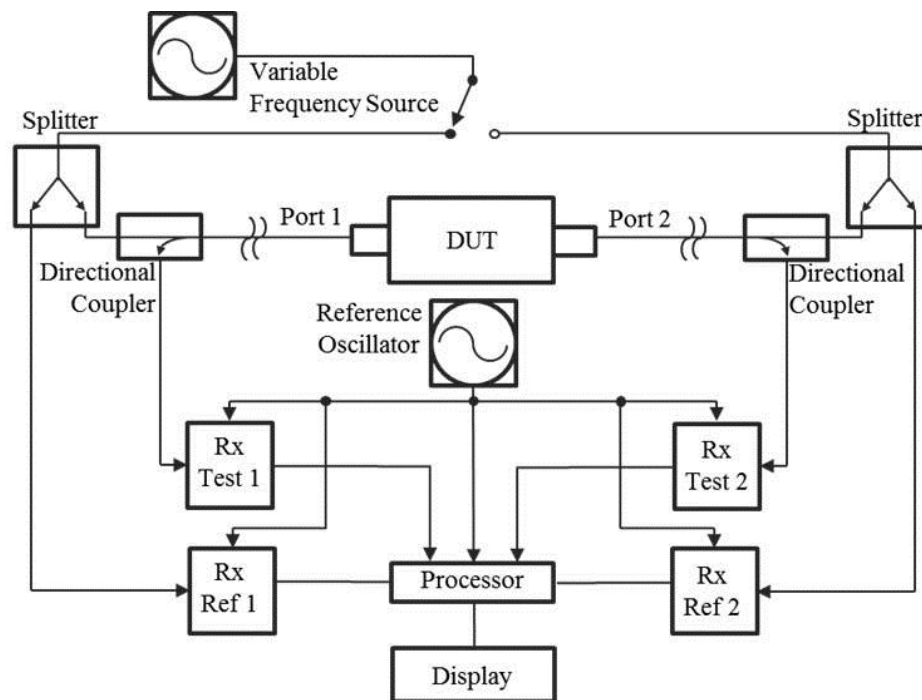 Variable
Frequency Source
Splitter
Splitter
Port 1
DUT
Port 2
Directional
Coupler
Directional
Coupler
Reference
Oscillator
Rx
Test 1
Rx
Test 2
Rx
Ref 1
Processor
Rx
Ref 2
Display